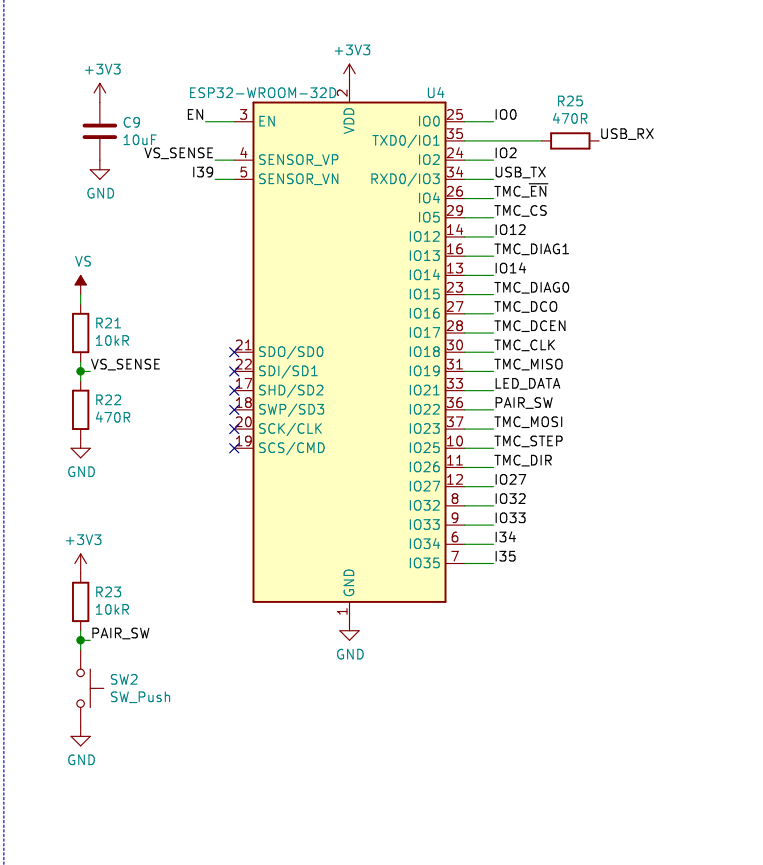 +3V3
C9
10uF
GND
VS
R21
10kR
VS_SENSE
R22
470R
GND
+3V3
R23
10kR
PAIR_SW
SW2
SW_Push
GND
+3V3
ESP32-WROOM-32D U4
2
VDD
EN 3 EN
VS_SENSE 4 SENSOR_VP
I39 5 SENSOR_VN
21 SDO/SD0
22 SDI/SD1
17 SHD/SD2
18 SWP/SD3
20 SCK/CLK
19 SCS/CMD
IO0 25 IO0
TXD0/IO1 35
R25
470R
USB_RX
IO2 24 IO2
RXD0/IO3 34 USB_TX
IO4 26 TMC_EN
IO5 29 TMC_CS
IO12 14 IO12
IO13 16 TMC_DIAG1
IO14 13 IO14
IO15 23 TMC_DIAG0
IO16 27 TMC_DCO
IO17 28 TMC_DCEN
IO18 30 TMC_CLK
IO19 31 TMC_MISO
IO21 33 LED_DATA
IO22 36 PAIR_SW
IO23 37 TMC_MOSI
IO25 10 TMC_STEP
IO26 11 TMC_DIR
IO27 12 IO27
IO32 8 IO32
IO33 9 IO33
IO34 6 I34
IO35 7 I35
GND
1
GND